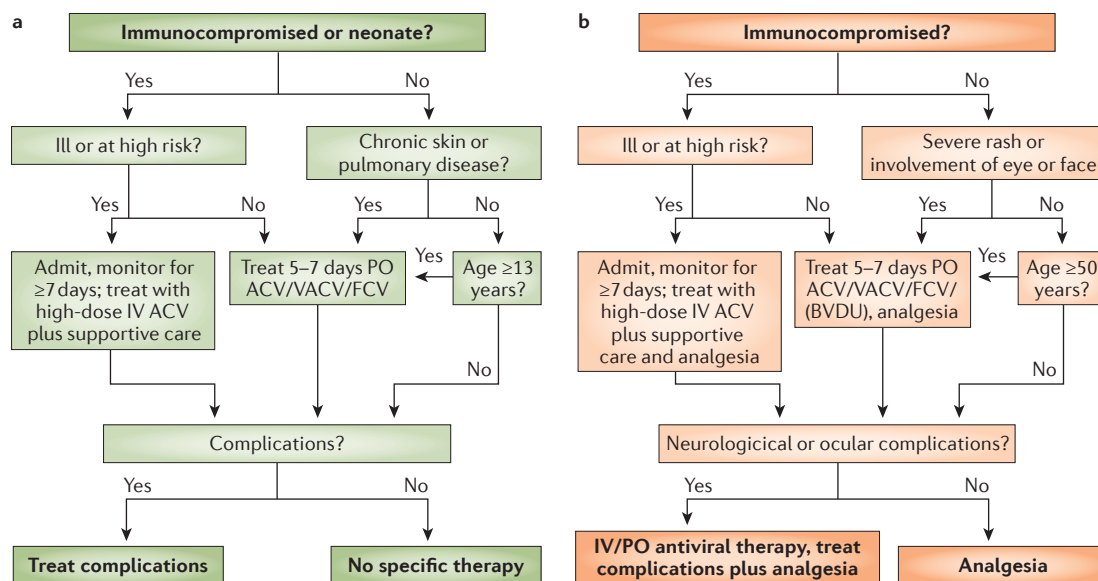 a
Immunocompromised or neonate?
Yes
No
Ill or at high risk?
Chronic skin or
pulmonary disease?
Yes
No
Yes
No
Admit, monitor for
≥7 days; treat with
high-dose IV ACV
plus supportive care
Treat 5–7 days PO
ACV/VACV/FCV
Yes
Age ≥13
years?
No
Complications?
Yes
No
Treat complications
No specific therapy
b
Immunocompromised?
Yes
No
Ill or at high risk?
Severe rash or
involvement of eye or face
Yes
No
Yes
No
Admit, monitor for
≥7 days; treat with
high-dose IV ACV
plus supportive
care and analgesia
Treat 5–7 days PO
ACV/VACV/FCV/
(BVDU), analgesia
Yes
Age ≥50
years?
No
Neurologicical or ocular complications?
Yes
No
IV/PO antiviral therapy, treat
complications plus analgesia
Analgesia